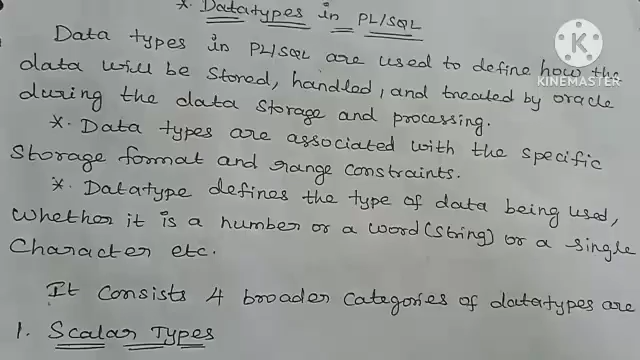 * Datatypes in PL/SQL
Data types in PL/SQL are used to define how the
data will be stored, handled, and treated by oracle
during the data storage and processing.
* Data types are associated with the specific
storage format and range constraints.
* Datatype defines the type of data being used,
whether it is a number or a word (string) or a single
Character etc.
It consists 4 broader categories of datatypes are
1. Scalar Types
KINEMASTER